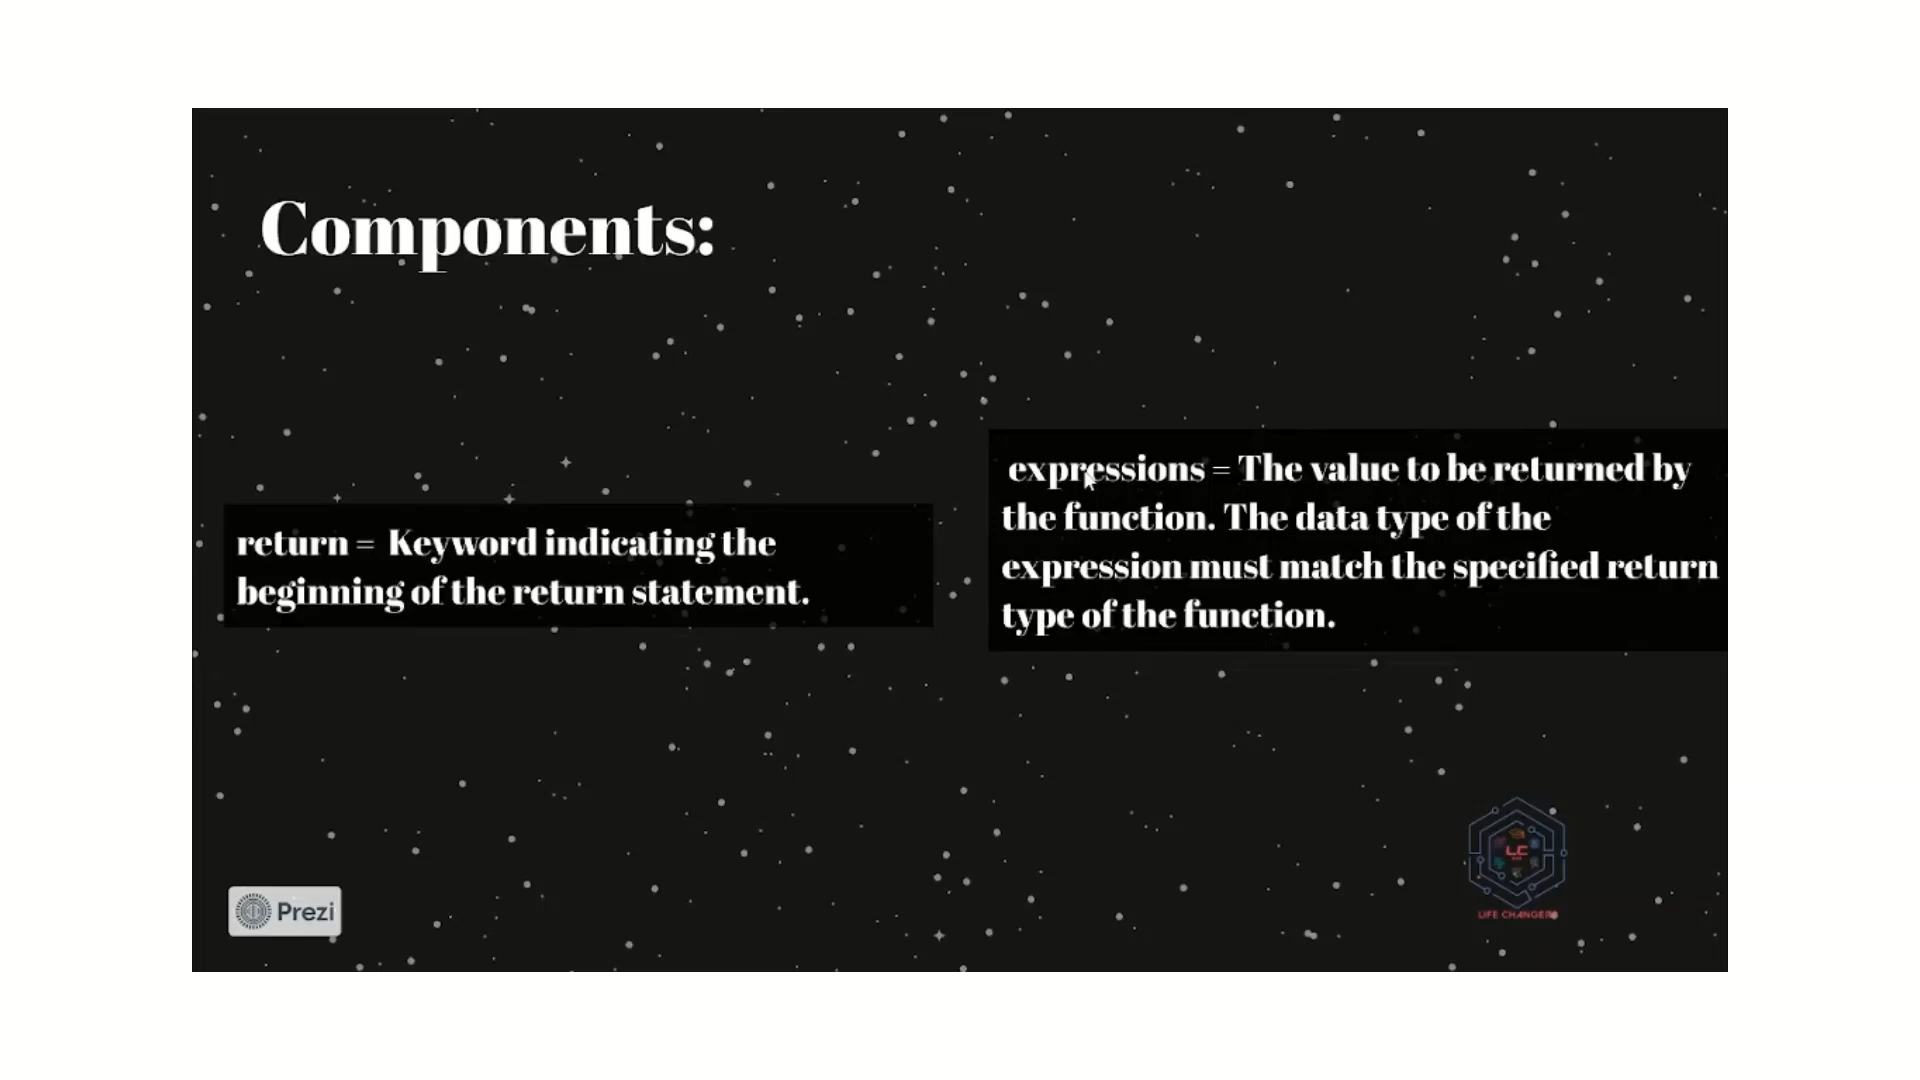 Components:
return = Keyword indicating the
beginning of the return statement.
expressions = The value to be returned by
the function. The data type of the
expression must match the specified return
type of the function.
Prezi
LC
LIFE CHANGERS